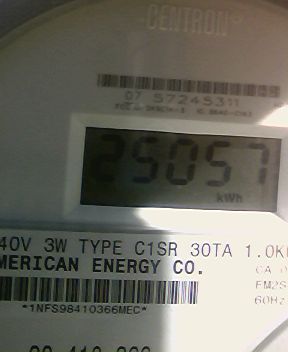 CENTRON
07 57245311
25057
kWh
40V 3W TYPE C1SR 30TA 1.0K
MERICAN ENERGY CO.
CA 0
FM2S
60Hz
*1NFS98410366MEC*